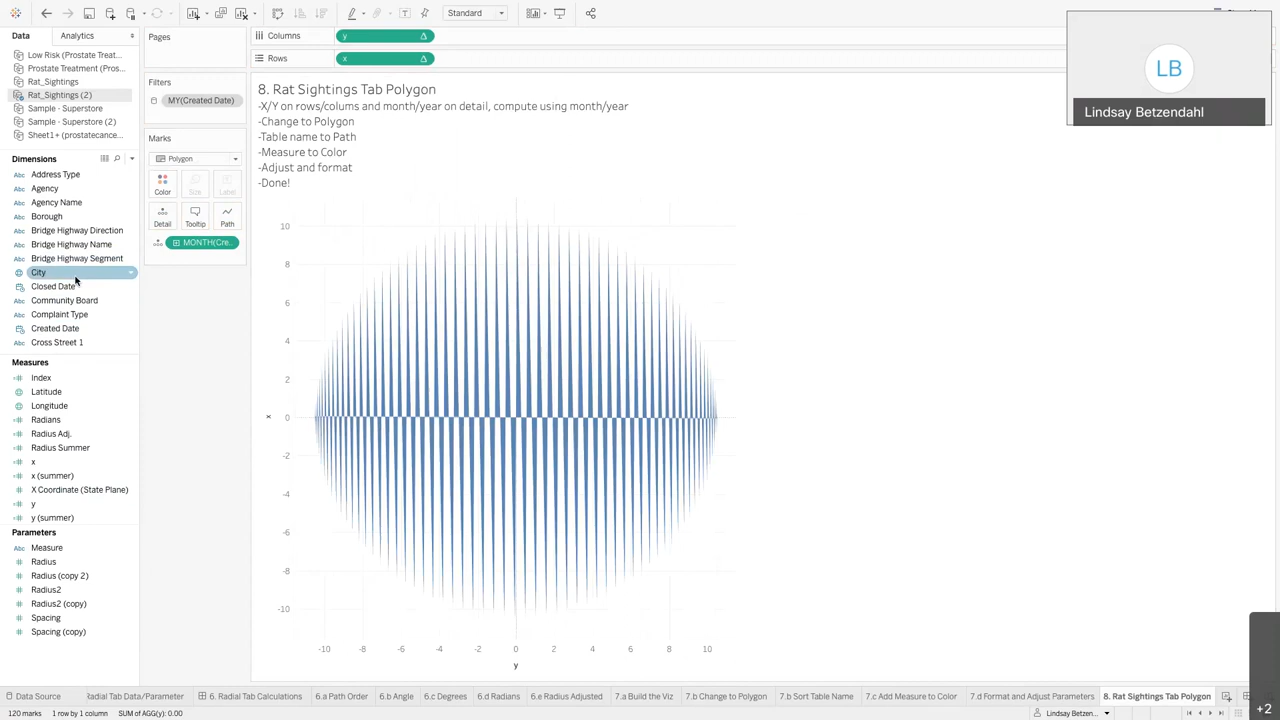 Standard
Data
Analytics
Low Risk (Prostate Treat...
Prostate Treatment (Pros...
Rat_Sightings
Rat_Sightings (2)
Sample - Superstore
Sample - Superstore (2)
Sheet1+ (prostatecance...
Dimensions
Address Type
Agency
Agency Name
Borough
Bridge Highway Direction
Bridge Highway Name
Bridge Highway Segment
City
Closed Date
Community Board
Complaint Type
Created Date
Cross Street 1
Measures
Index
Latitude
Longitude
Radians
Radius Adj.
Radius Summer
x
x (summer)
X Coordinate (State Plane)
y
y (summer)
Parameters
Measure
Radius
Radius (copy 2)
Radius2
Radius2 (copy)
Spacing
Spacing (copy)
Pages
Filters
MY(Created Date)
Marks
Polygon
Color
Size
Label
Detail
Tooltip
Path
MONTH(Cre..
Columns
y
Rows
x
8. Rat Sightings Tab Polygon
-X/Y on rows/colums and month/year on detail, compute using month/year
-Change to Polygon
-Table name to Path
-Measure to Color
-Adjust and format
-Done!
10
8
6
4
2
0
-2
-4
-6
-8
-10
x
-10 -8 -6 -4 -2 0 2 4 6 8 10
y
LB
Lindsay Betzendahl
+2
Data Source
Radial Tab Data/Parameter
6. Radial Tab Calculations
6.a Path Order
6.b Angle
6.c Degrees
6.d Radians
6.e Radius Adjusted
7.a Build the Viz
7.b Change to Polygon
7.b Sort Table Name
7.c Add Measure to Color
7.d Format and Adjust Parameters
8. Rat Sightings Tab Polygon
120 marks
1 row by 1 column
SUM of AGG(y): 0.00
Lindsay Betzen...